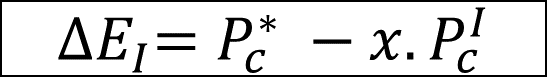 ΔE_I = P_c^* − x. P_c^I